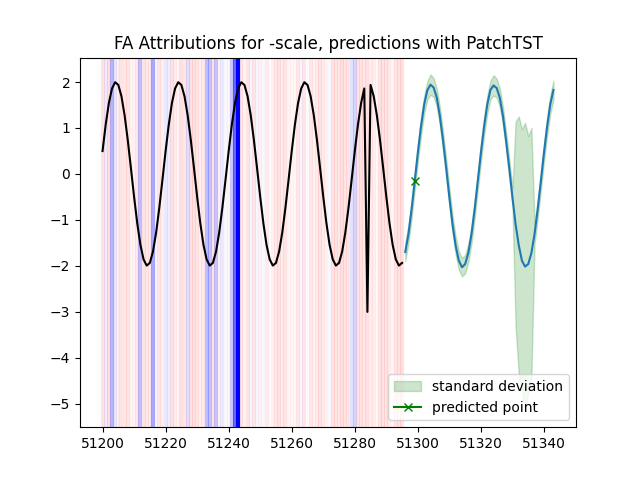 FA Attributions for -scale, predictions with PatchTST
2
1
0
−1
−2
−3
−4
−5
standard deviation
predicted point
51200 51220 51240 51260 51280 51300 51320 51340